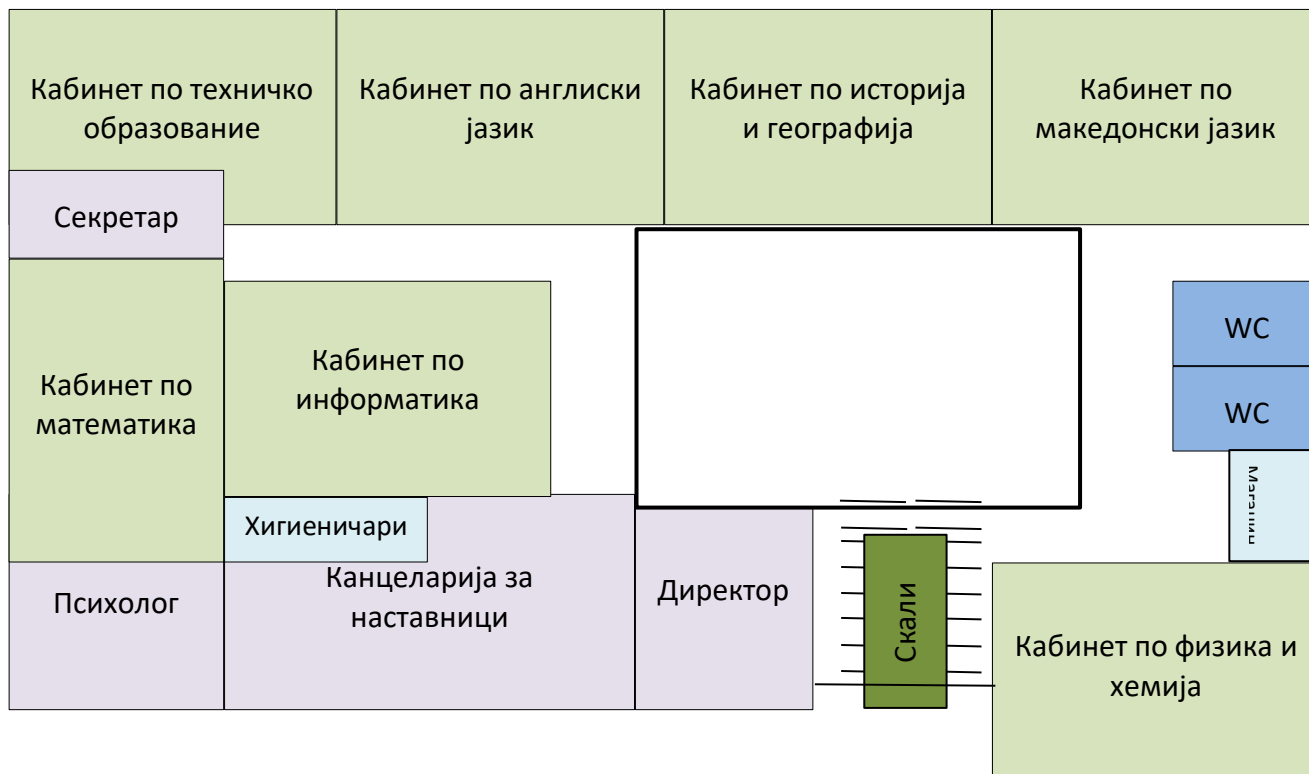 Кабинет по техничко
образование
Кабинет по англиски
јазик
Кабинет по историја
и географија
Кабинет по
македонски јазик
Секретар
Кабинет по
математика
Кабинет по
информатика
WC
WC
Хигиеничари
Психолог
Канцеларија за
наставници
Директор
Скали
Кабинет по физика и
хемија